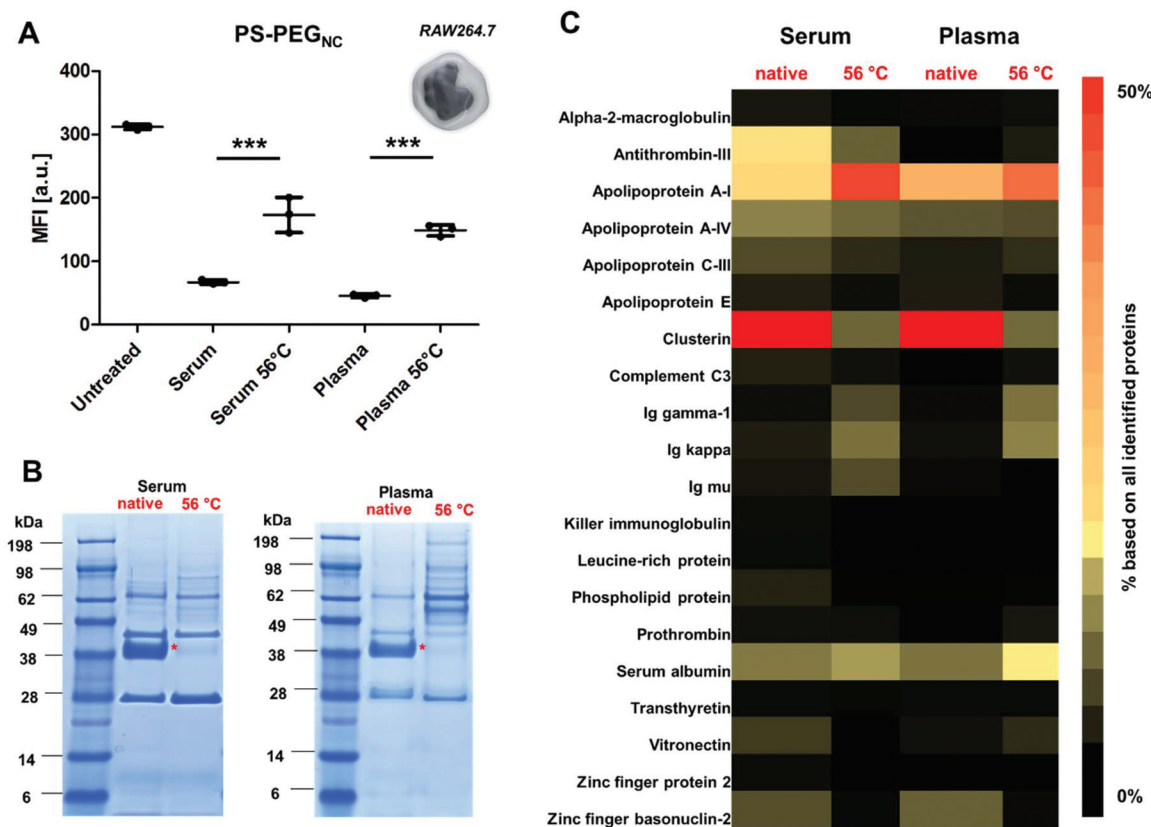 A
PS-PEGNC
RAW264.7
MFI [a.u.]
400
300
200
100
0
***
***
Untreated
Serum
Serum 56°C
Plasma
Plasma 56°C
B
Serum
native 56 °C
kDa
198
98
62
49
38
28
14
6
*
Plasma
native 56 °C
kDa
198
98
62
49
38
28
14
6
*
C
Serum Plasma
native 56 °C native 56 °C
Alpha-2-macroglobulin
Antithrombin-III
Apolipoprotein A-I
Apolipoprotein A-IV
Apolipoprotein C-III
Apolipoprotein E
Clusterin
Complement C3
Ig gamma-1
Ig kappa
Ig mu
Killer immunoglobulin
Leucine-rich protein
Phospholipid protein
Prothrombin
Serum albumin
Transthyretin
Vitronectin
Zinc finger protein 2
Zinc finger basonuclin-2
50%
% based on all identified proteins
0%